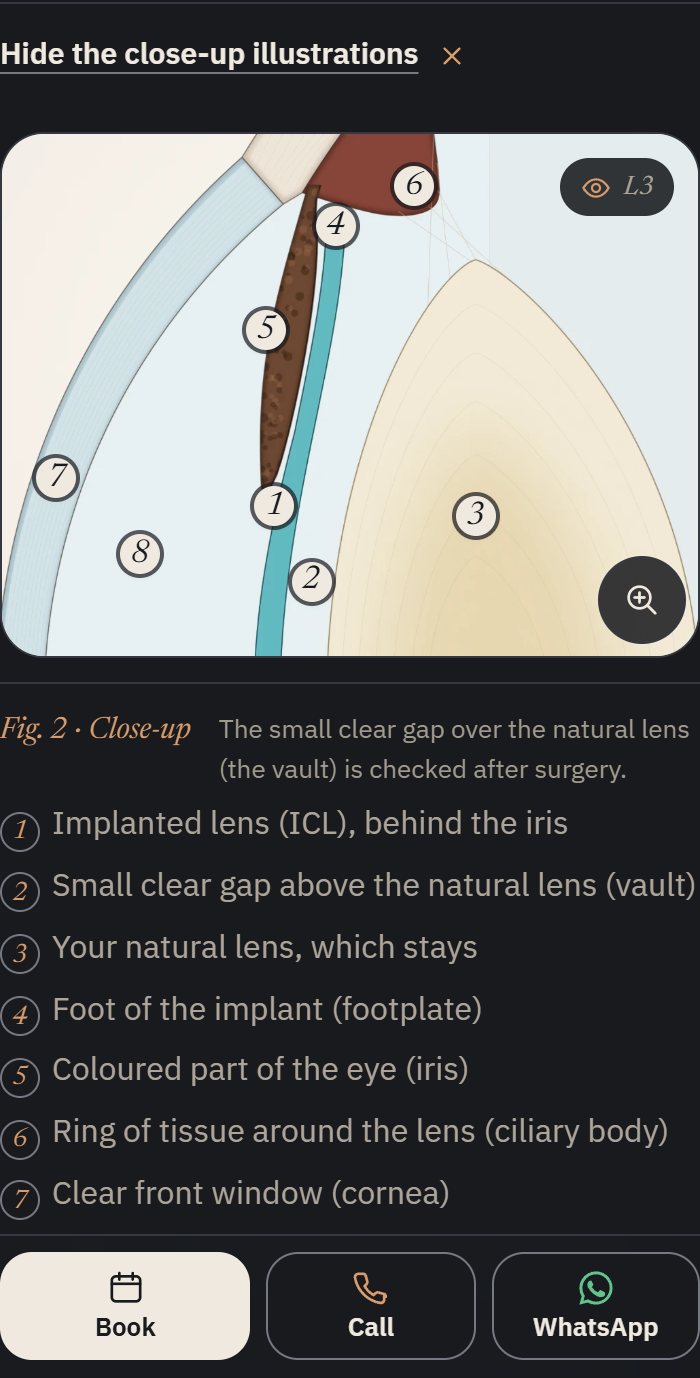 Hide the close-up illustrations ×
6
L3
4
5
7
1
3
8
2
Fig. 2 · Close-up
The small clear gap over the natural lens
(the vault) is checked after surgery.
1 Implanted lens (ICL), behind the iris
2 Small clear gap above the natural lens (vault)
3 Your natural lens, which stays
4 Foot of the implant (footplate)
5 Coloured part of the eye (iris)
6 Ring of tissue around the lens (ciliary body)
7 Clear front window (cornea)
Book
Call
WhatsApp